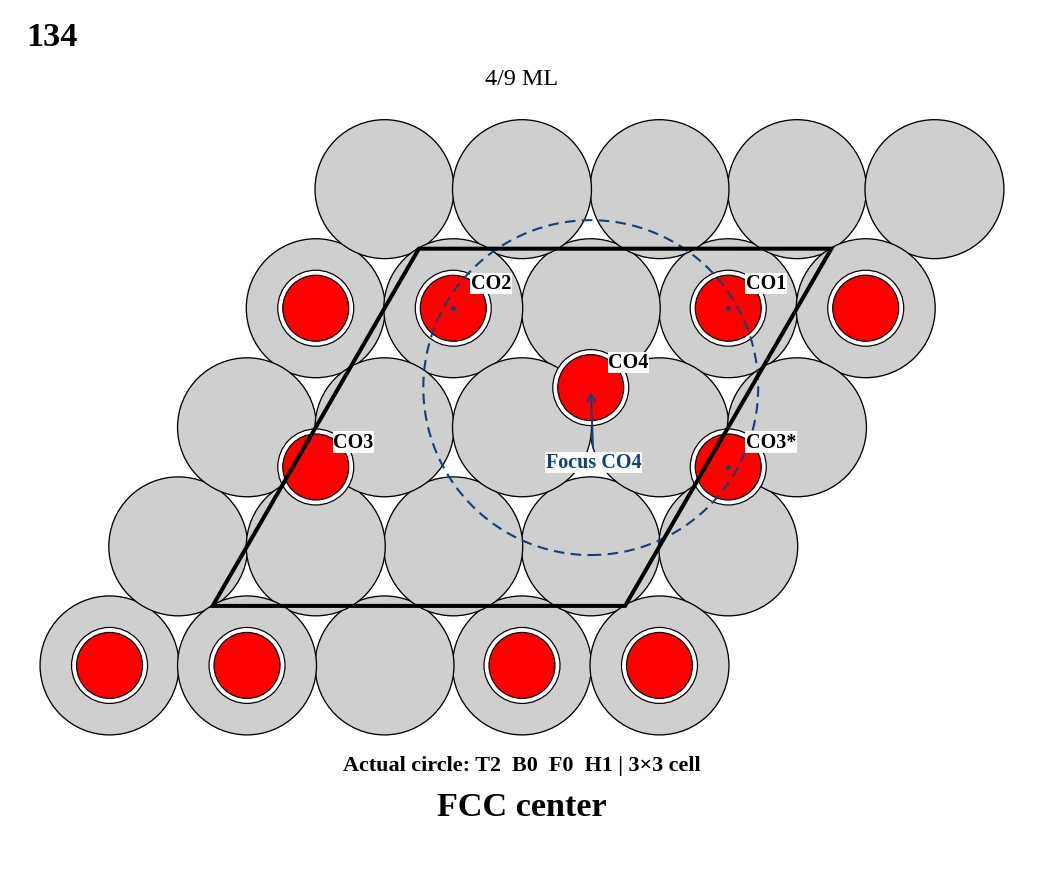 134
4/9 ML
CO2
CO1
CO4
CO3
CO3*
Focus CO4
Actual circle: T2 B0 F0 H1 | 3×3 cell
FCC center